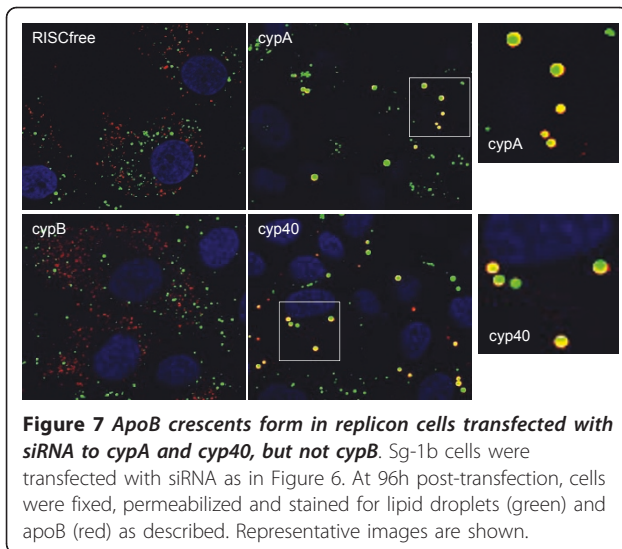 RISCfree
cypA
cypA
cypB
cyp40
cyp40
Figure 7 ApoB crescents form in replicon cells transfected with
siRNA to cypA and cyp40, but not cypB. Sg-1b cells were
transfected with siRNA as in Figure 6. At 96h post-transfection, cells
were fixed, permeabilized and stained for lipid droplets (green) and
apoB (red) as described. Representative images are shown.